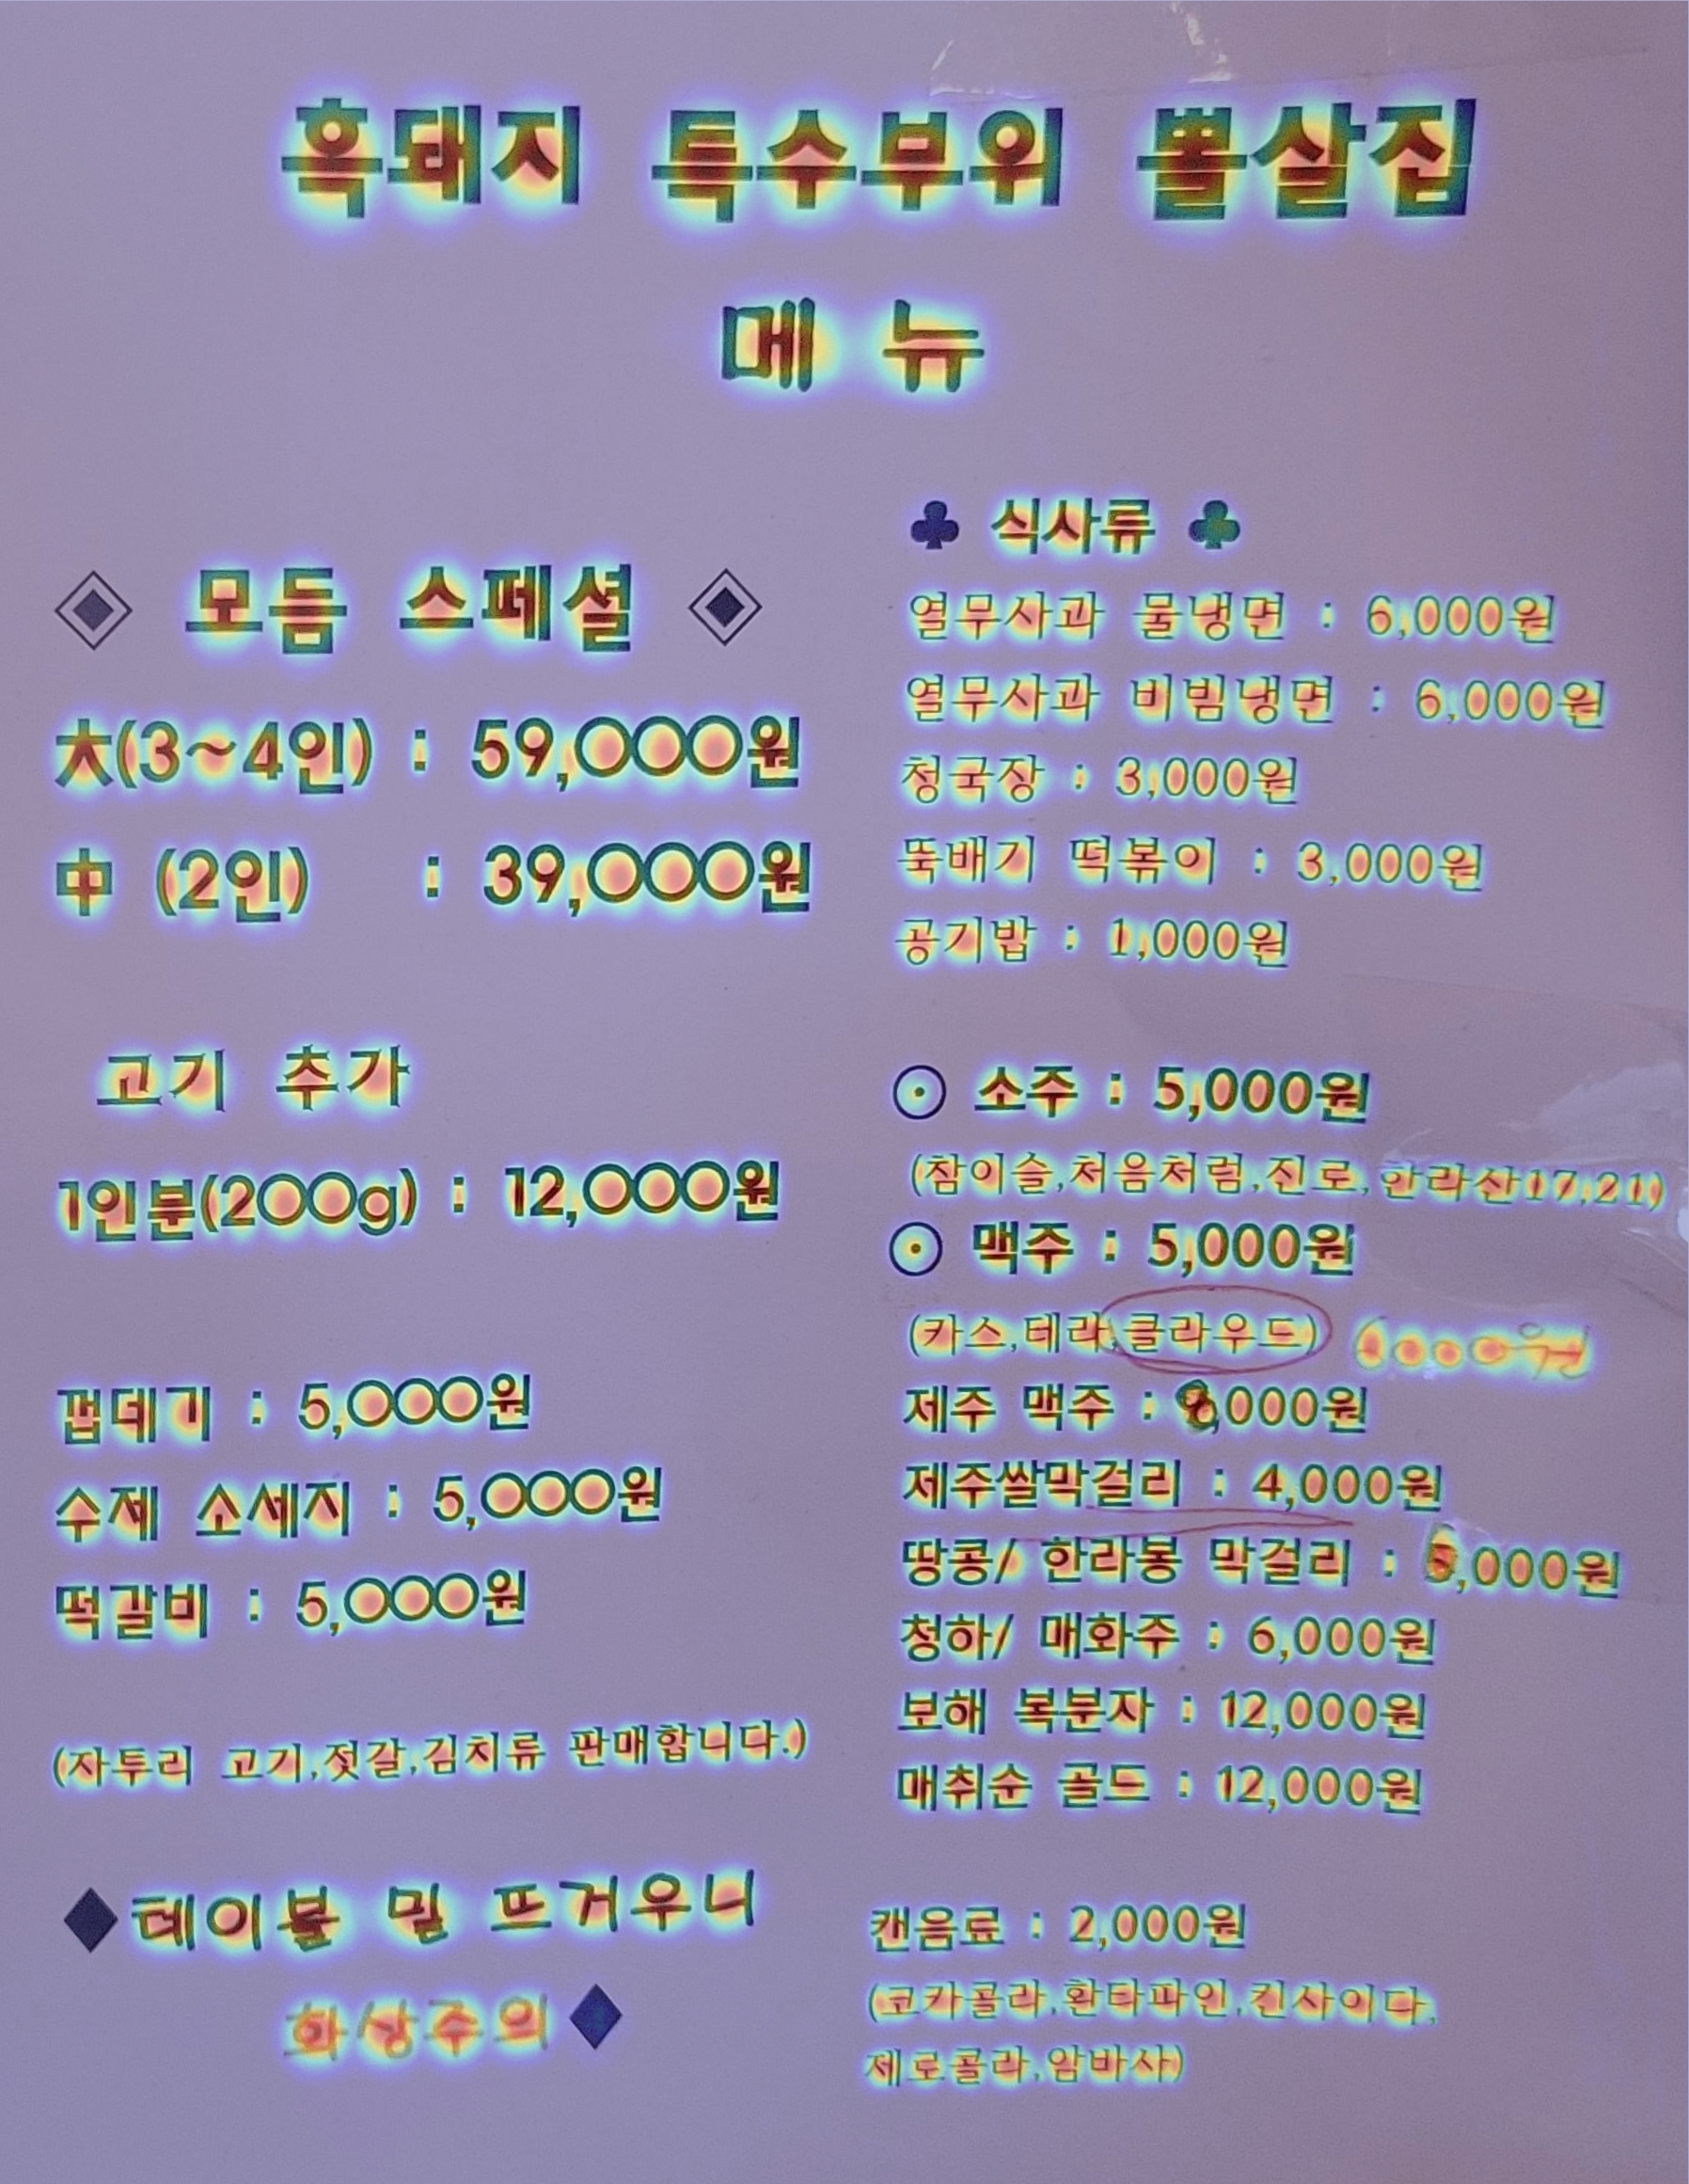 흑돼지 특수부위 뽈살집
메 뉴
◈ 모듬 스페셜 ◈
大(3~4인) : 59,000원
中 (2인) : 39,000원
고기 추가
1인분(200g) : 12,000원
껍데기 : 5,000원
수제 소세지 : 5,000원
떡갈비 : 5,000원
(자투리 고기,젓갈,김치류 판매합니다.)
◆테이블 밑 뜨거우니
화상주의◆
♣ 식사류 ♣
열무사과 물냉면 : 6,000원
열무사과 비빔냉면 : 6,000원
청국장 : 3,000원
뚝배기 떡볶이 : 3,000원
공기밥 : 1,000원
⊙ 소주 : 5,000원
(참이슬,처음처럼,진로,한라산17,21)
⊙ 맥주 : 5,000원
(카스,테라,클라우드) 6000원
제주 맥주 : 8,000원
제주쌀막걸리 : 4,000원
땅콩/ 한라봉 막걸리 : 5,000원
청하/ 매화주 : 6,000원
보해 복분자 : 12,000원
매취순 골드 : 12,000원
캔음료 : 2,000원
(코카콜라,환타파인,킨사이다,
제로콜라,암바사)